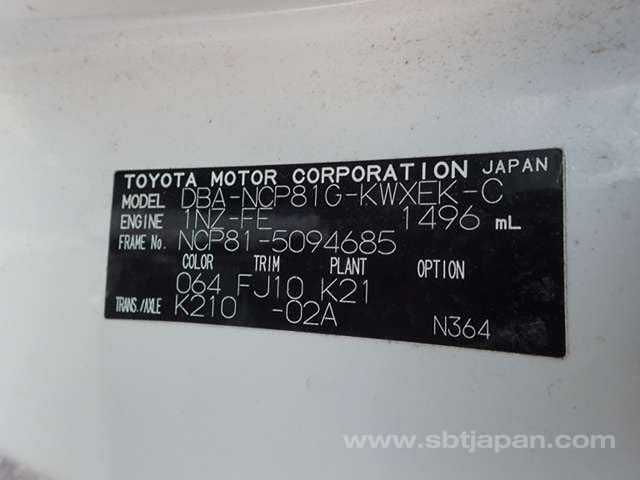 TOYOTA MOTOR CORPORATION JAPAN
MODEL DBA-NCP81G-KWXEK-C
ENGINE 1NZ-FE 1496 mL
FRAME No. NCP81-5094685
COLOR TRIM PLANT OPTION
064 FJ10 K21
TRANS./AXLE K210 -02A
N364
www.sbtjapan.com